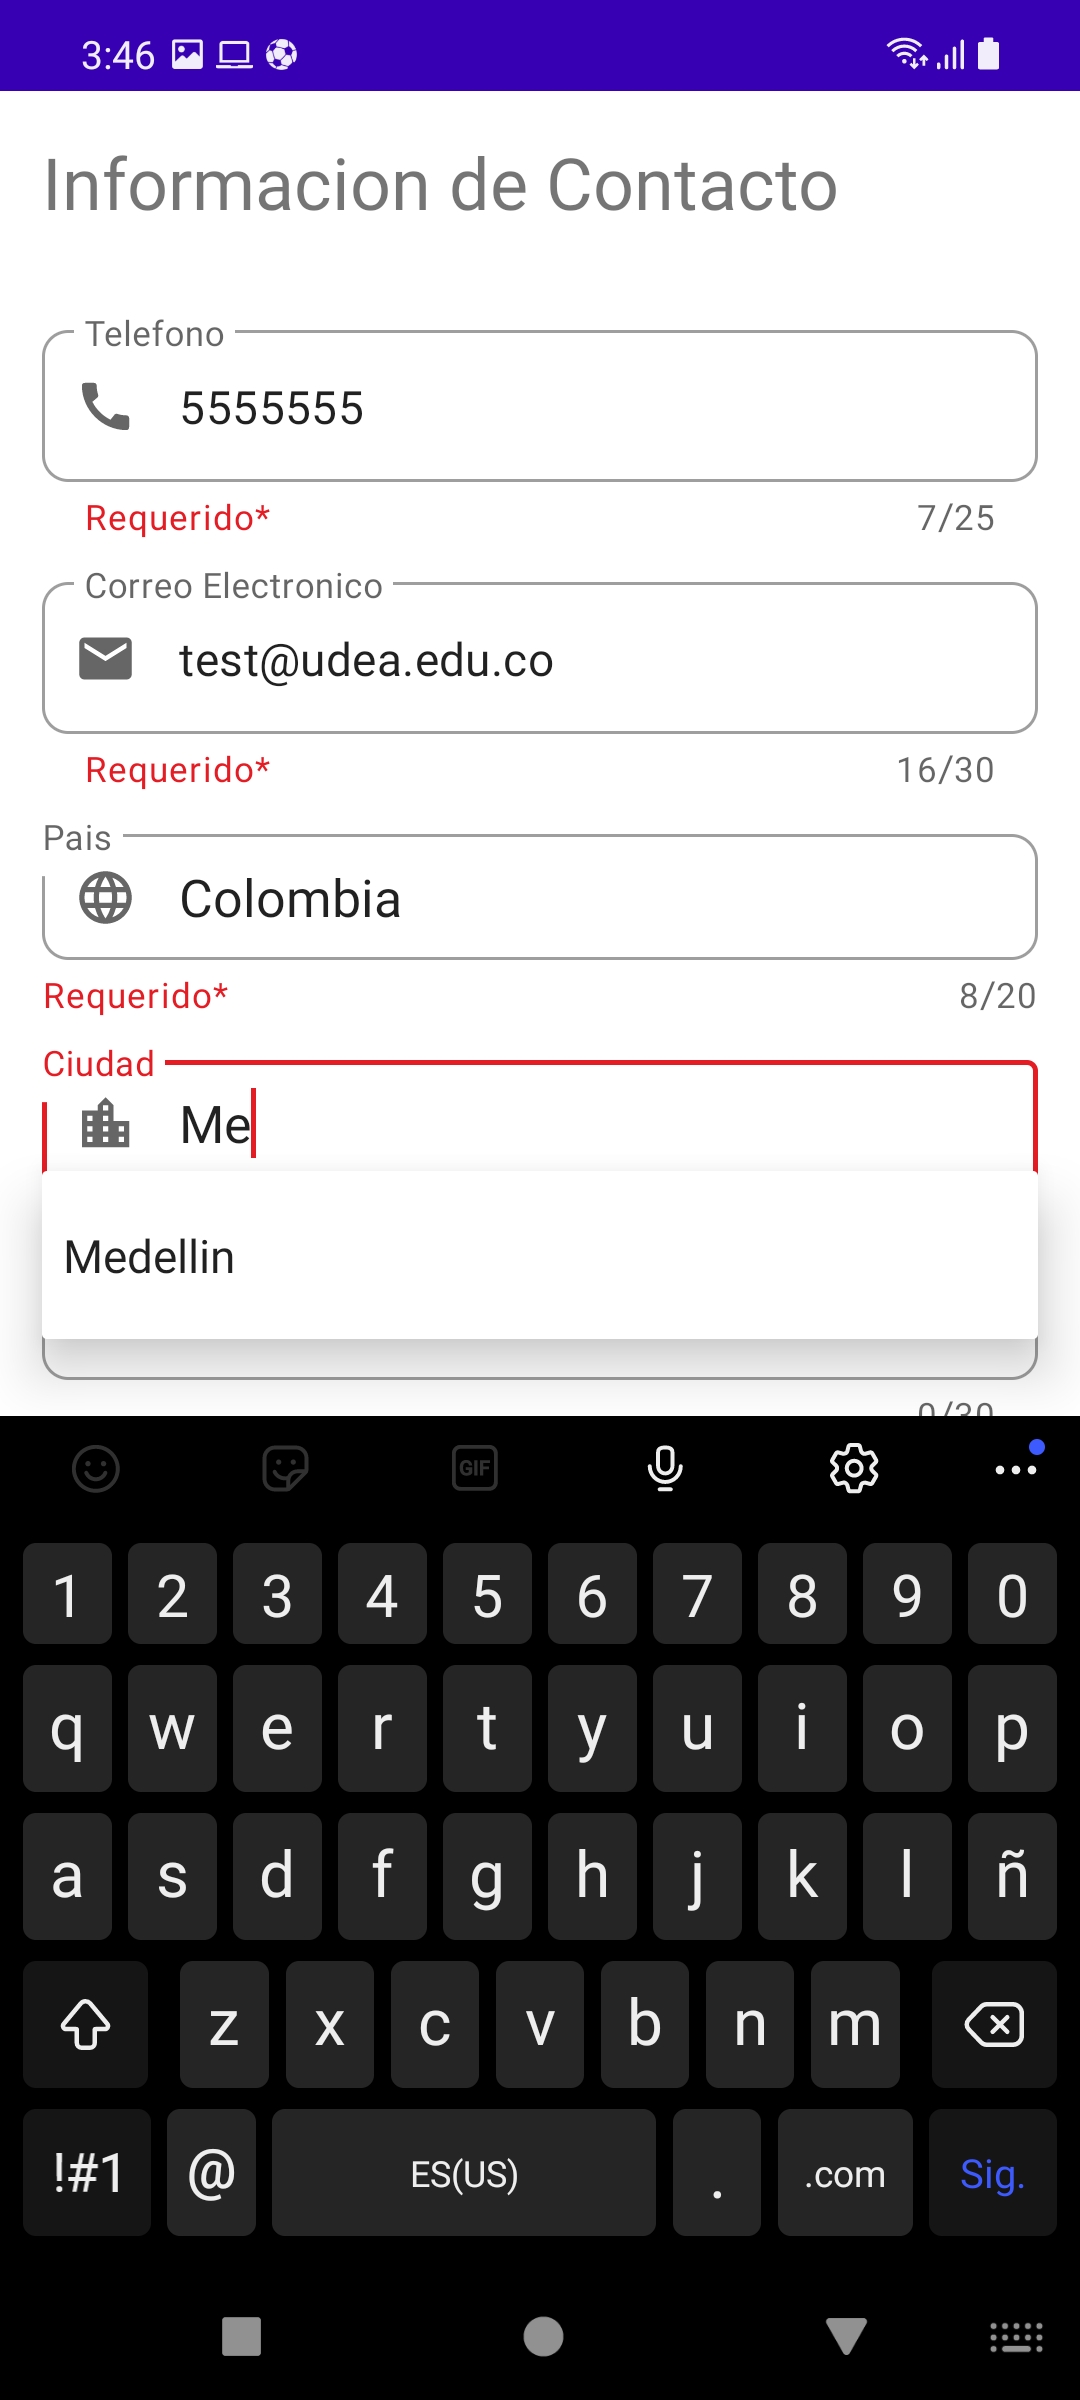 3:46
Informacion de Contacto
Telefono
5555555
Requerido* 7/25
Correo Electronico
test@udea.edu.co
Requerido* 16/30
Pais
Colombia
Requerido* 8/20
Ciudad
Me
Medellin
0/30
GIF
1 2 3 4 5 6 7 8 9 0
q w e r t y u i o p
a s d f g h j k l ñ
z x c v b n m
!#1 @ ES(US) . .com Sig.